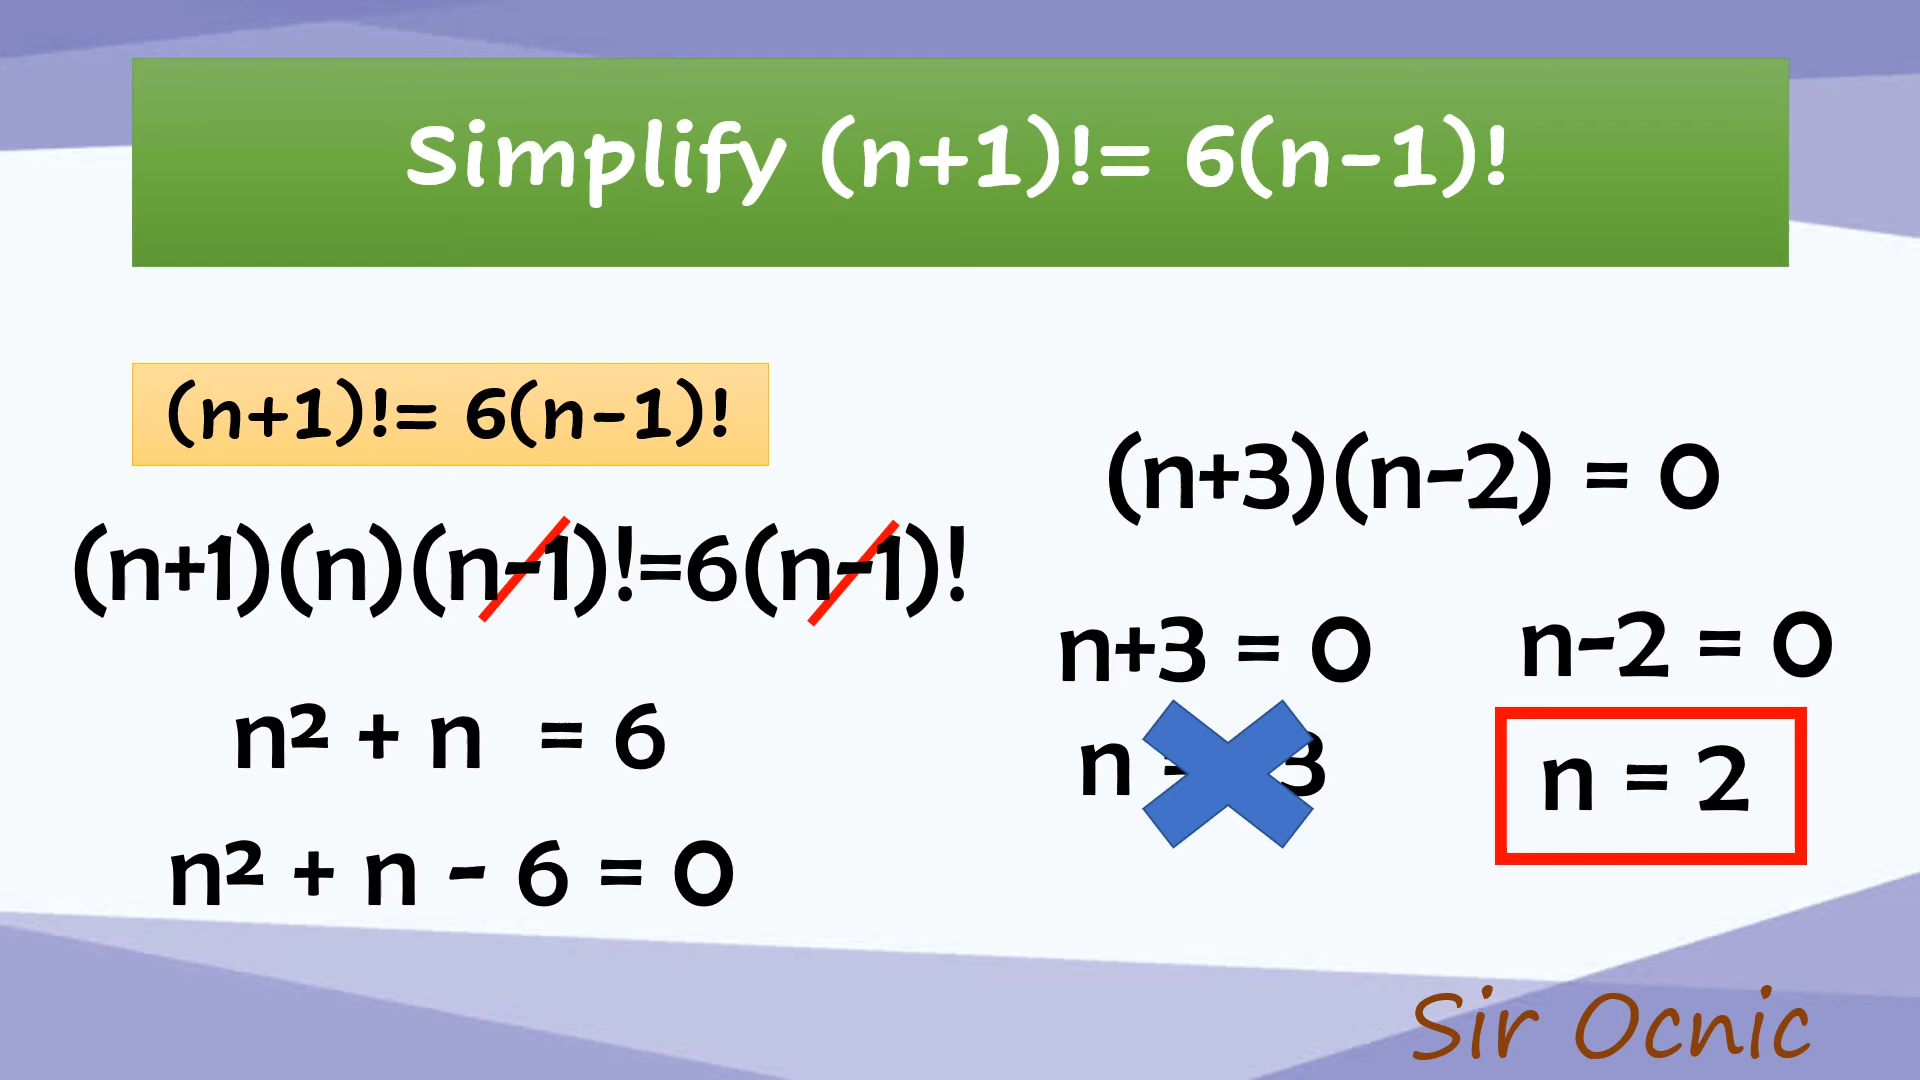 Simplify (n+1)!= 6(n-1)!
(n+1)!= 6(n-1)!
(n+1)(n)(n-1)!=6(n-1)!
n² + n = 6
n² + n - 6 = 0
(n+3)(n-2) = 0
n+3 = 0
n-2 = 0
n = 3
n = 2
Sir Ocnic